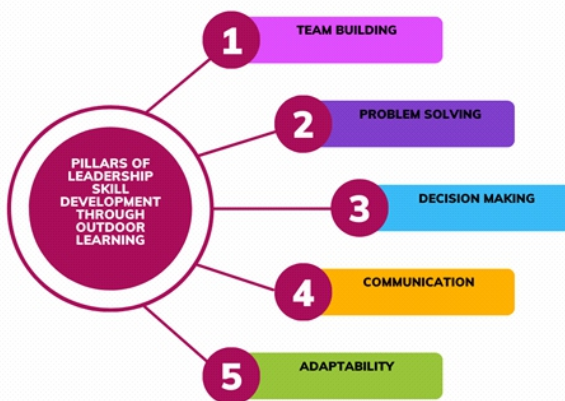 PILLARS OF
LEADERSHIP
SKILL
DEVELOPMENT
THROUGH
OUTDOOR
LEARNING
1
TEAM BUILDING
2
PROBLEM SOLVING
3
DECISION MAKING
4
COMMUNICATION
5
ADAPTABILITY